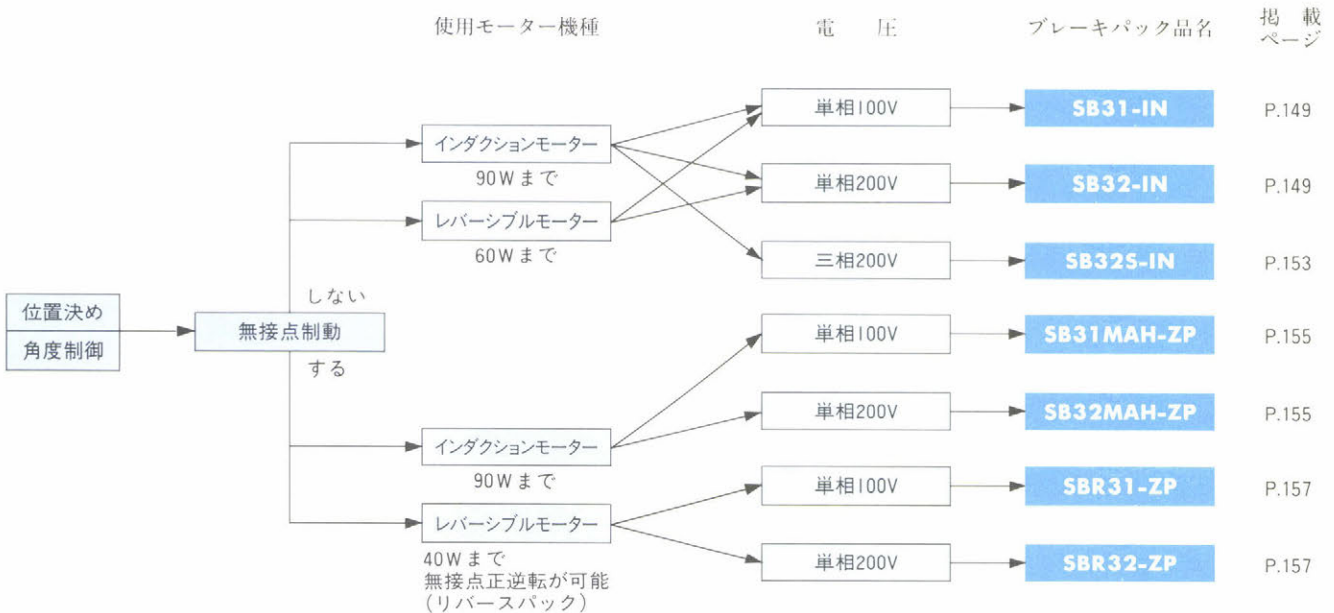 使用モーター機種
電 圧
ブレーキパック品名
掲 載
ページ
単相100V
SB31-IN
P.149
インダクションモーター
90Wまで
単相200V
SB32-IN
P.149
レバーシブルモーター
60Wまで
三相200V
SB32S-IN
P.153
位置決め
角度制御
しない
無接点制動
する
単相100V
SB31MAH-ZP
P.155
単相200V
SB32MAH-ZP
P.155
インダクションモーター
90Wまで
単相100V
SBR31-ZP
P.157
レバーシブルモーター
40Wまで
無接点正逆転が可能
(リバースパック)
単相200V
SBR32-ZP
P.157